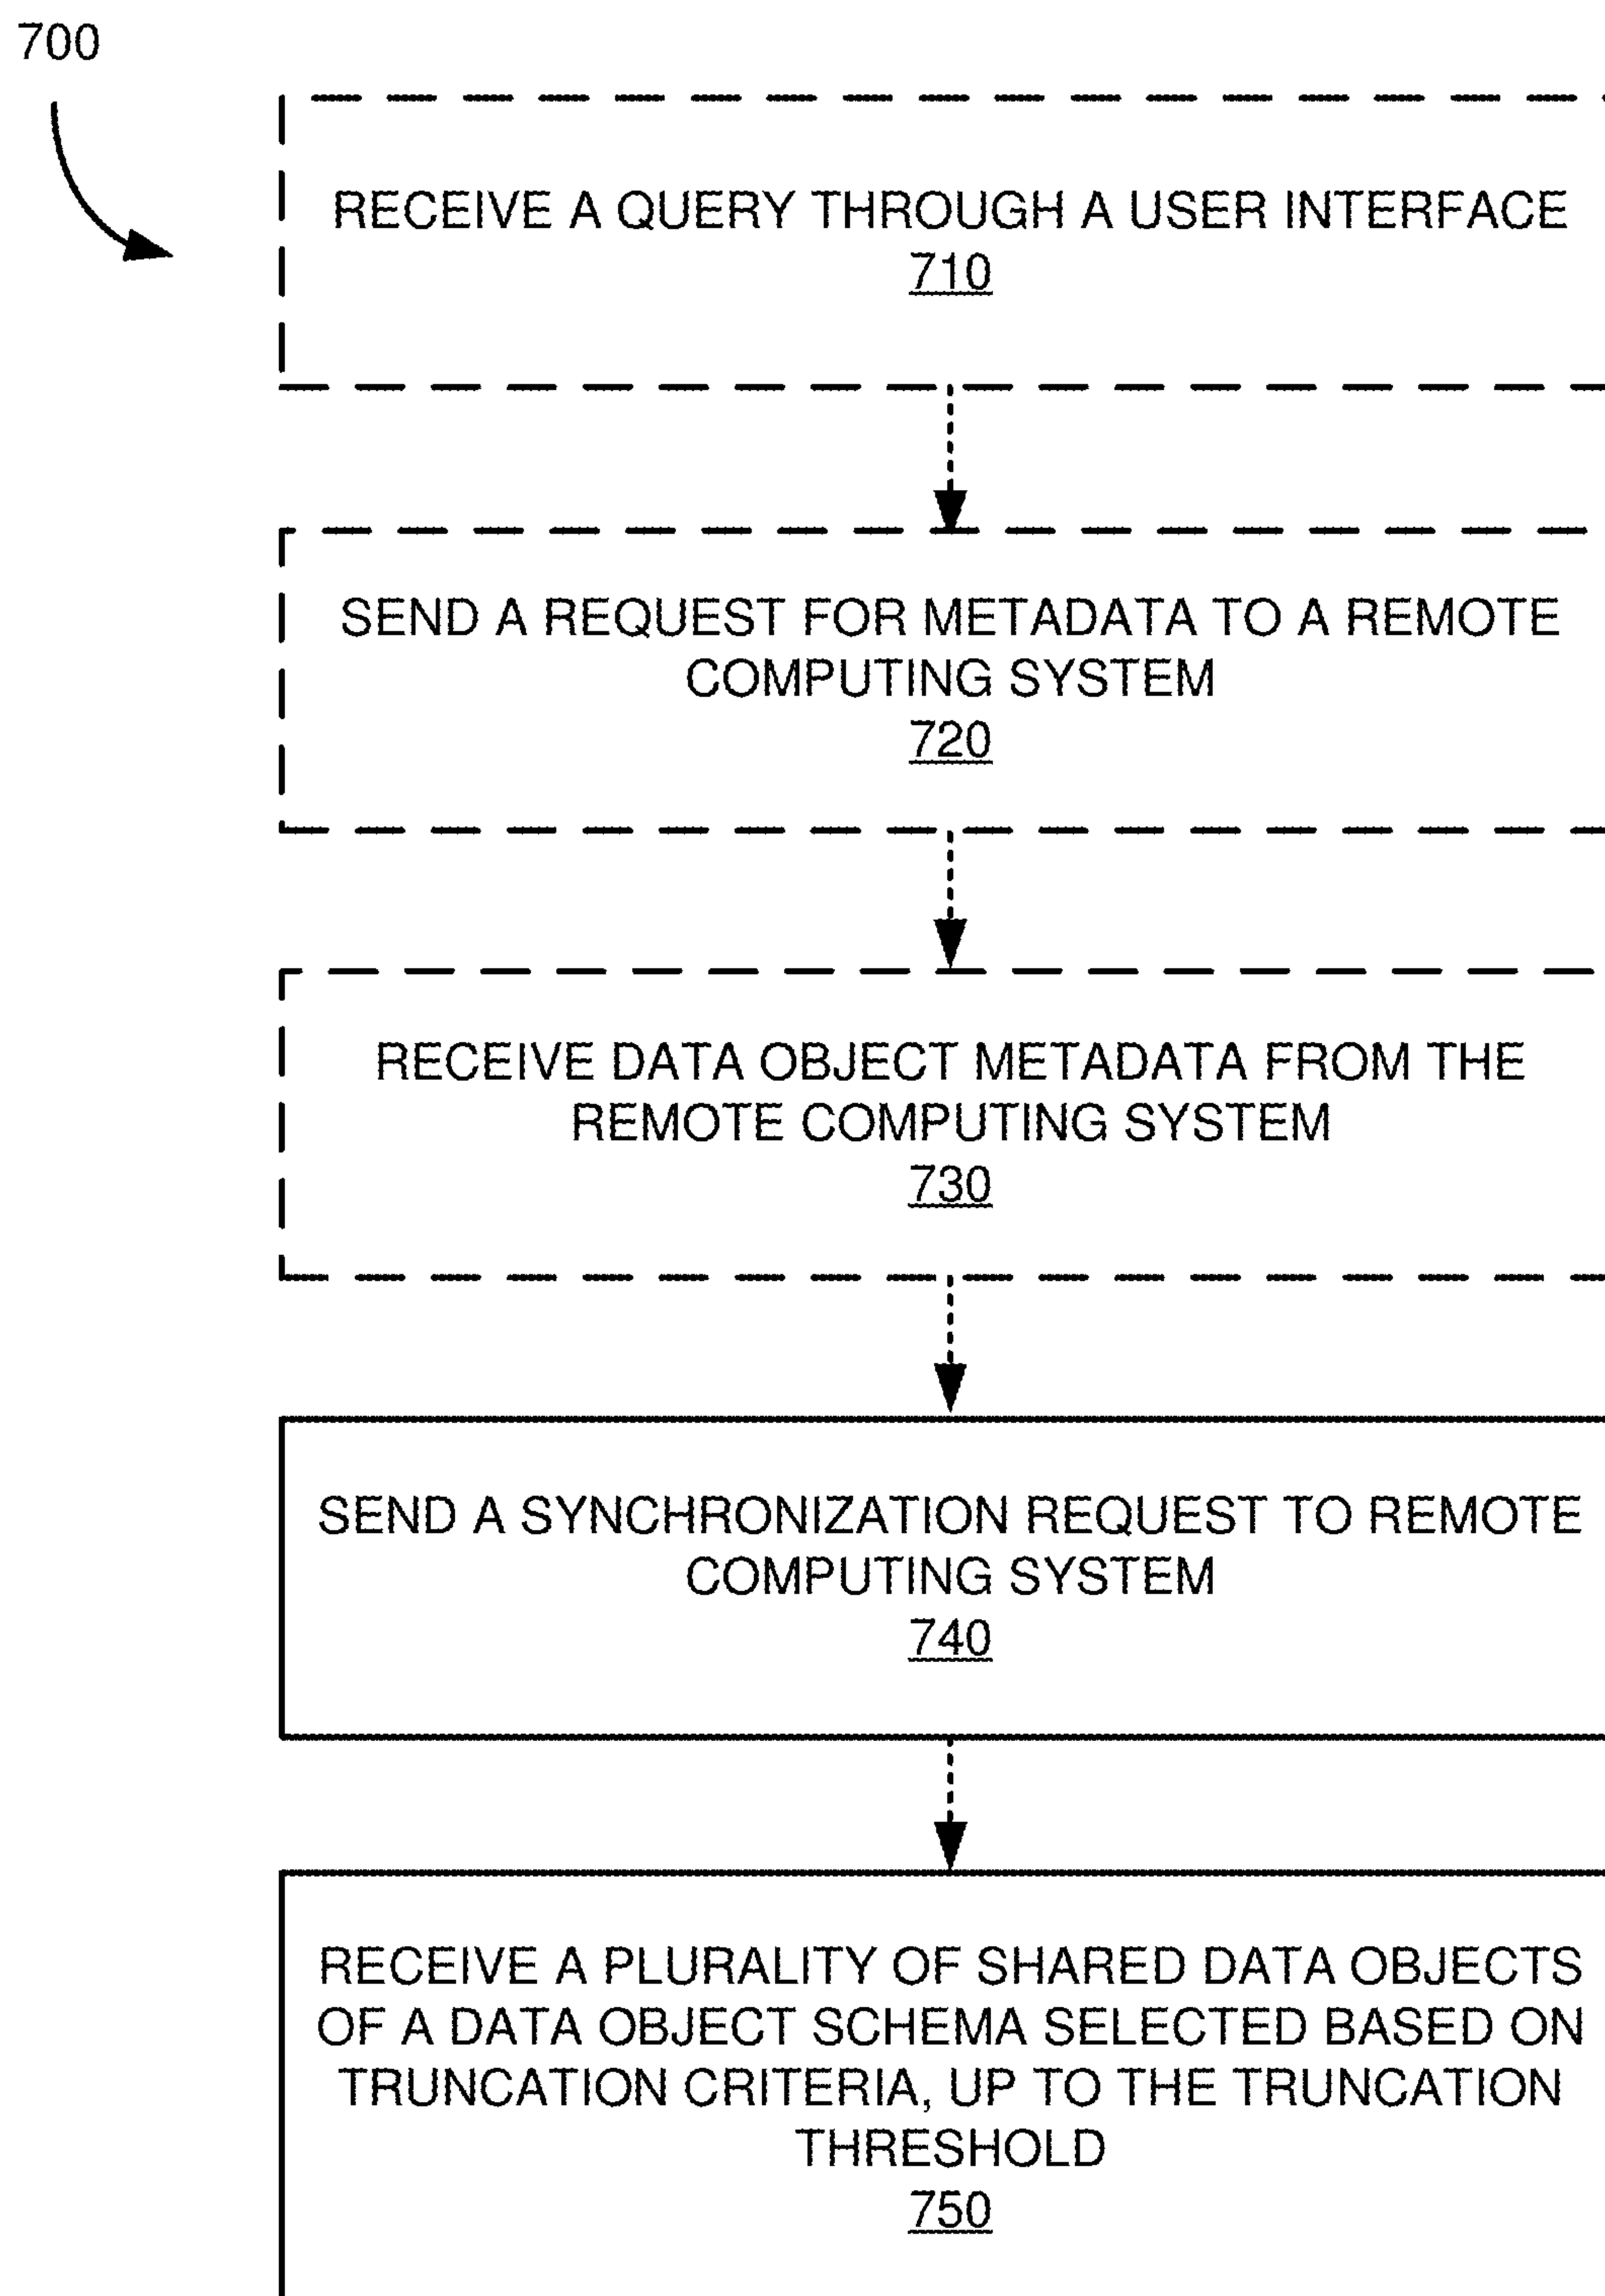 700
RECEIVE A QUERY THROUGH A USER INTERFACE
710
SEND A REQUEST FOR METADATA TO A REMOTE
COMPUTING SYSTEM
720
RECEIVE DATA OBJECT METADATA FROM THE
REMOTE COMPUTING SYSTEM
730
SEND A SYNCHRONIZATION REQUEST TO REMOTE
COMPUTING SYSTEM
740
RECEIVE A PLURALITY OF SHARED DATA OBJECTS
OF A DATA OBJECT SCHEMA SELECTED BASED ON
TRUNCATION CRITERIA, UP TO THE TRUNCATION
THRESHOLD
750